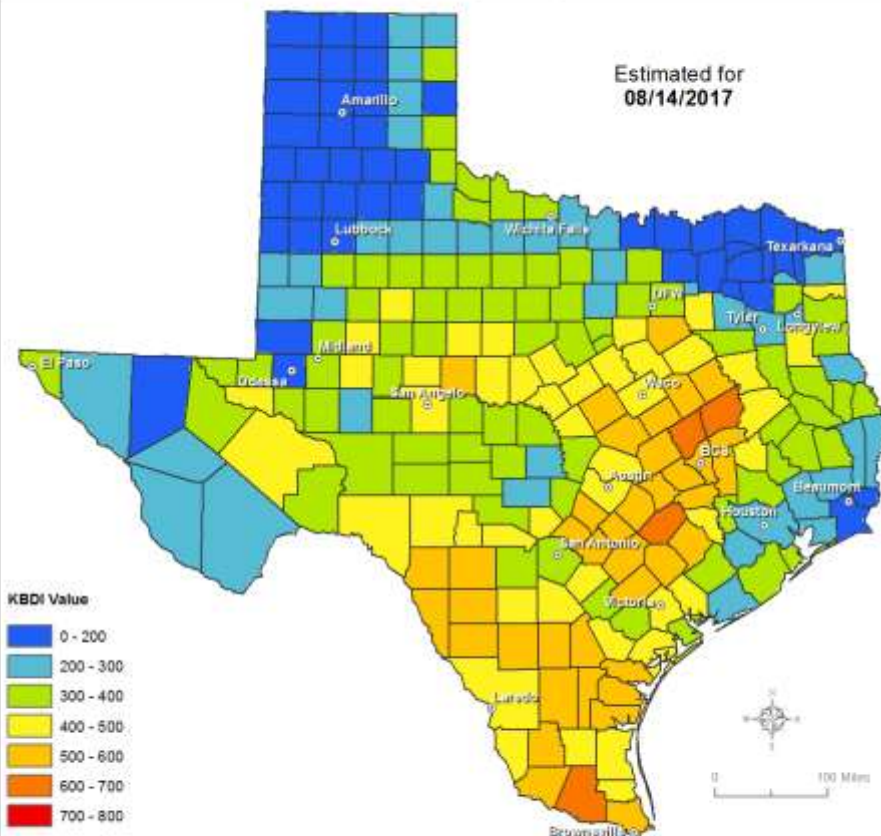 Estimated for
08/14/2017
Amarillo
Lubbock
Wichita Falls
Texarkana
DFW
Tyler
Longview
El Paso
Midland
Odessa
San Angelo
Waco
BCS
Austin
Beaumont
Houston
San Antonio
Victoria
Laredo
Brownsville
KBDI Value
0 - 200
200 - 300
300 - 400
400 - 500
500 - 600
600 - 700
700 - 800
N
W
E
S
0 100 Miles